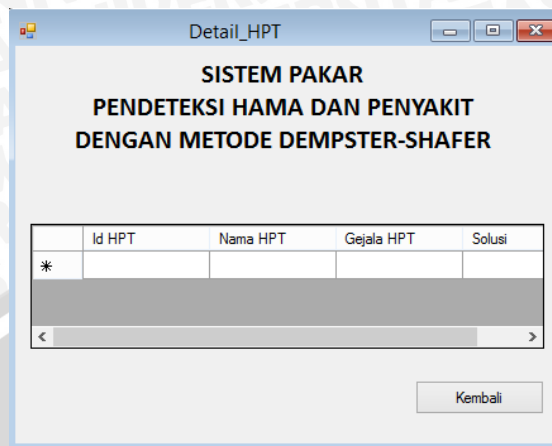 Detail_HPT
SISTEM PAKAR
PENDETEKSI HAMA DAN PENYAKIT
DENGAN METODE DEMPSTER-SHAFER
Id HPT Nama HPT Gejala HPT Solusi
Kembali